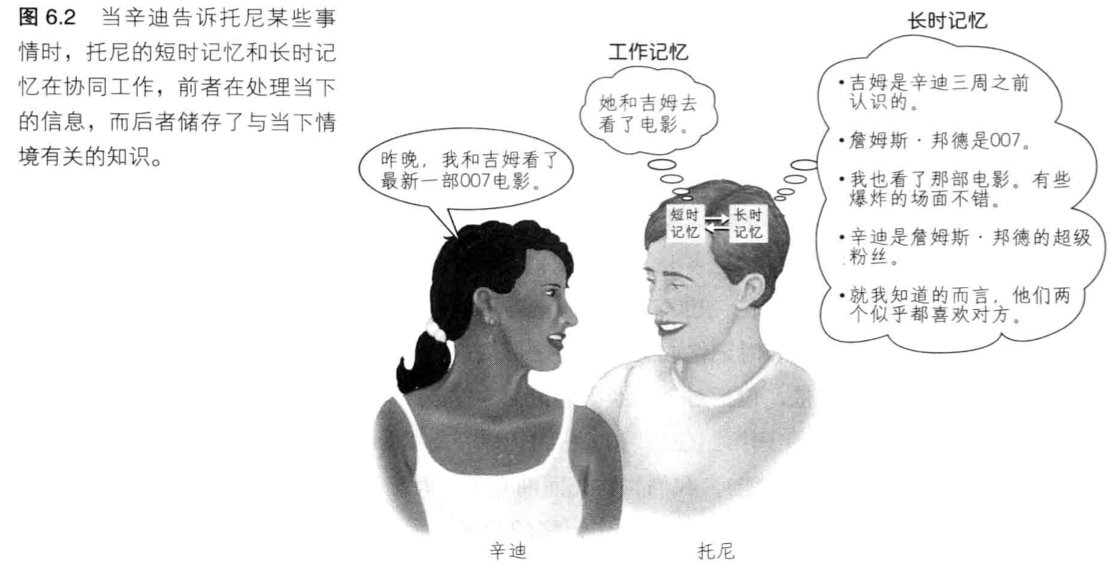 图 6.2 当辛迪告诉托尼某些事
情时，托尼的短时记忆和长时记
忆在协同工作，前者在处理当下
的信息，而后者储存了与当下情
境有关的知识。
昨晚，我和吉姆看了
最新一部007电影。
工作记忆
她和吉姆去
看了电影。
长时记忆
•吉姆是辛迪三周之前
认识的。
•詹姆斯·邦德是007。
•我也看了那部电影。有些
爆炸的场面不错。
•辛迪是詹姆斯·邦德的超级
粉丝。
•就我知道的而言，他们两
个似乎都喜欢对方。
短时
记忆
长时
记忆
辛迪
托尼